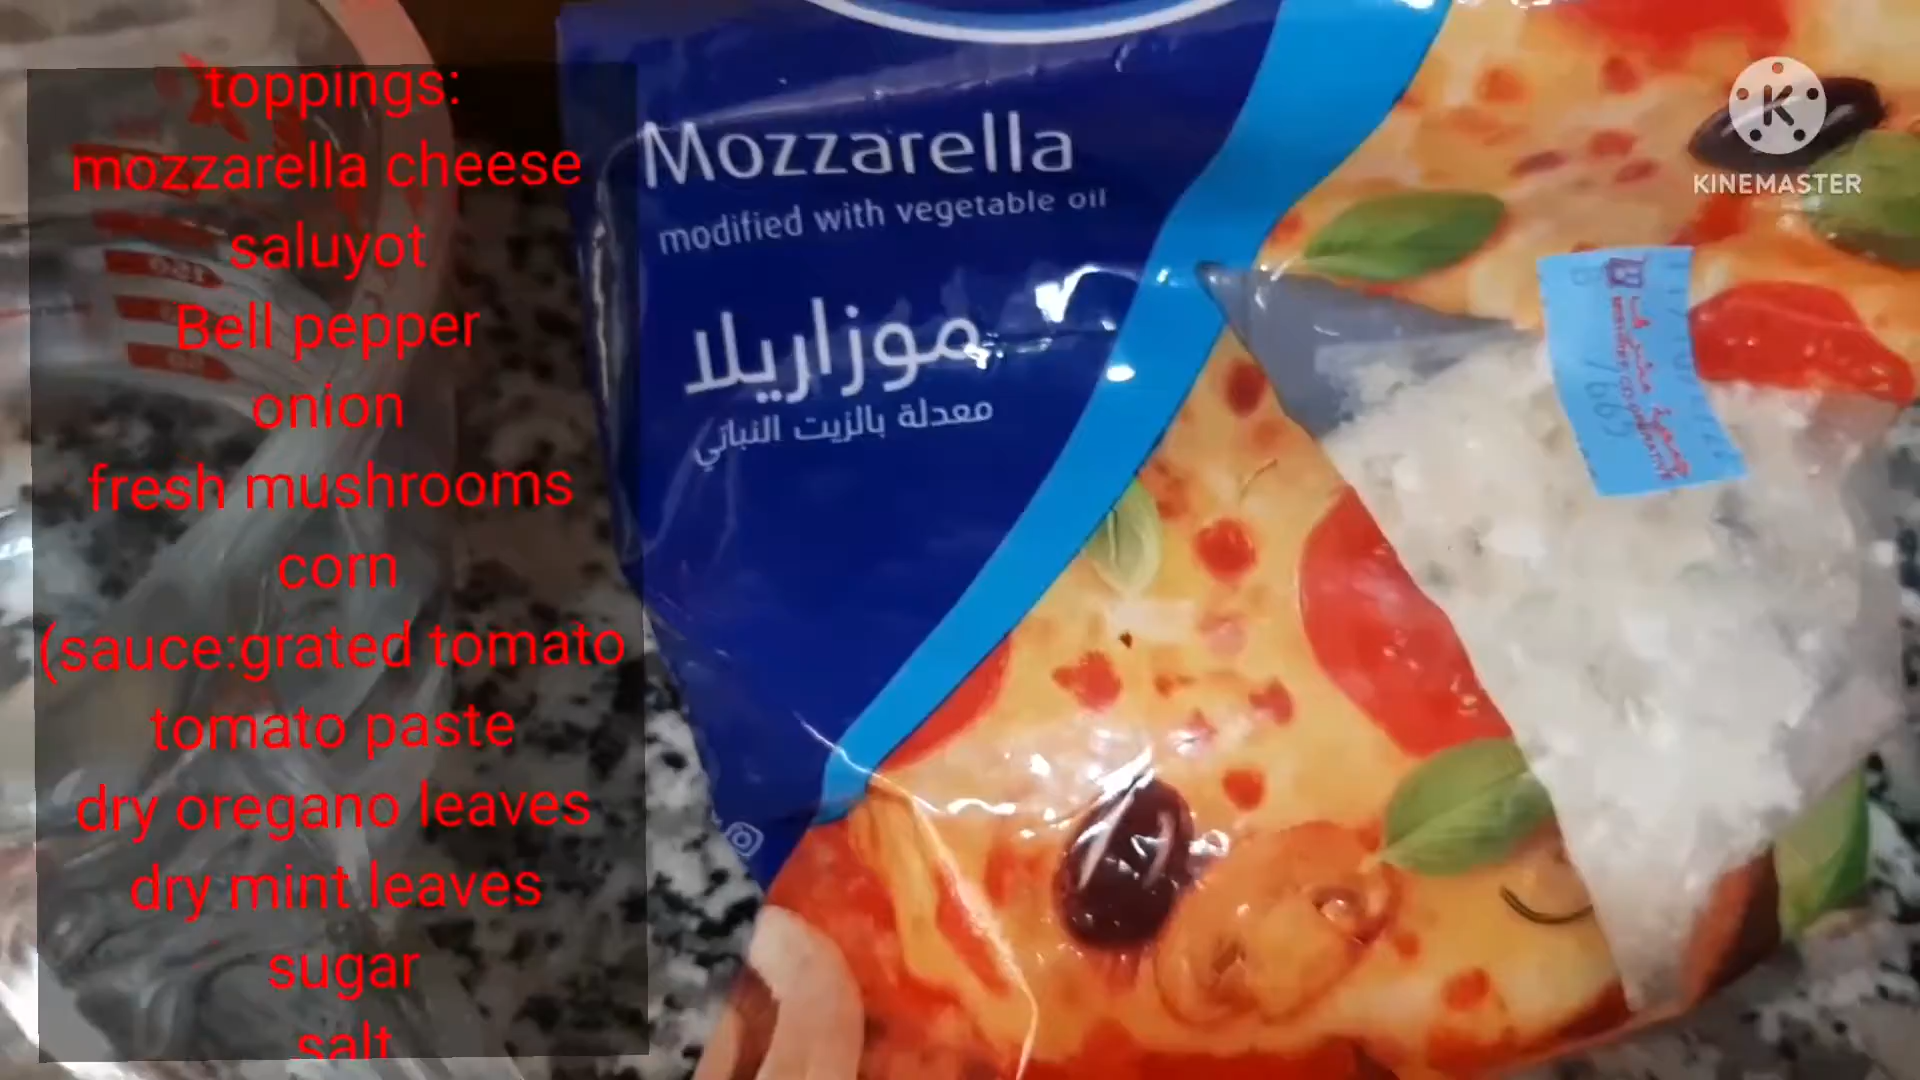 toppings:
mozzarella cheese
saluyot
Bell pepper
onion
fresh mushrooms
corn
(sauce:grated tomato
tomato paste
dry oregano leaves
dry mint leaves
sugar
salt
Mozzarella
modified with vegetable oil
موزاريلا
معدلة بالزيت النباتي
KINEMASTER